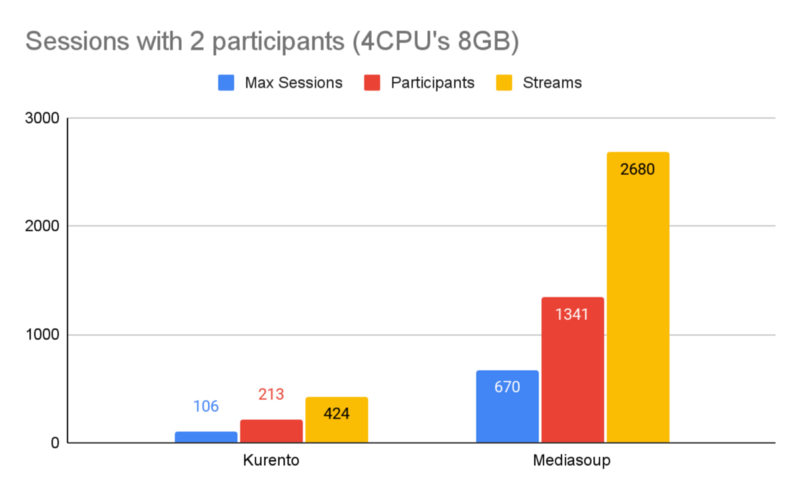 Sessions with 2 participants (4CPU's 8GB)
Max Sessions Participants Streams
3000
2000
1000
0
106 213 424
670 1341 2680
Kurento Mediasoup